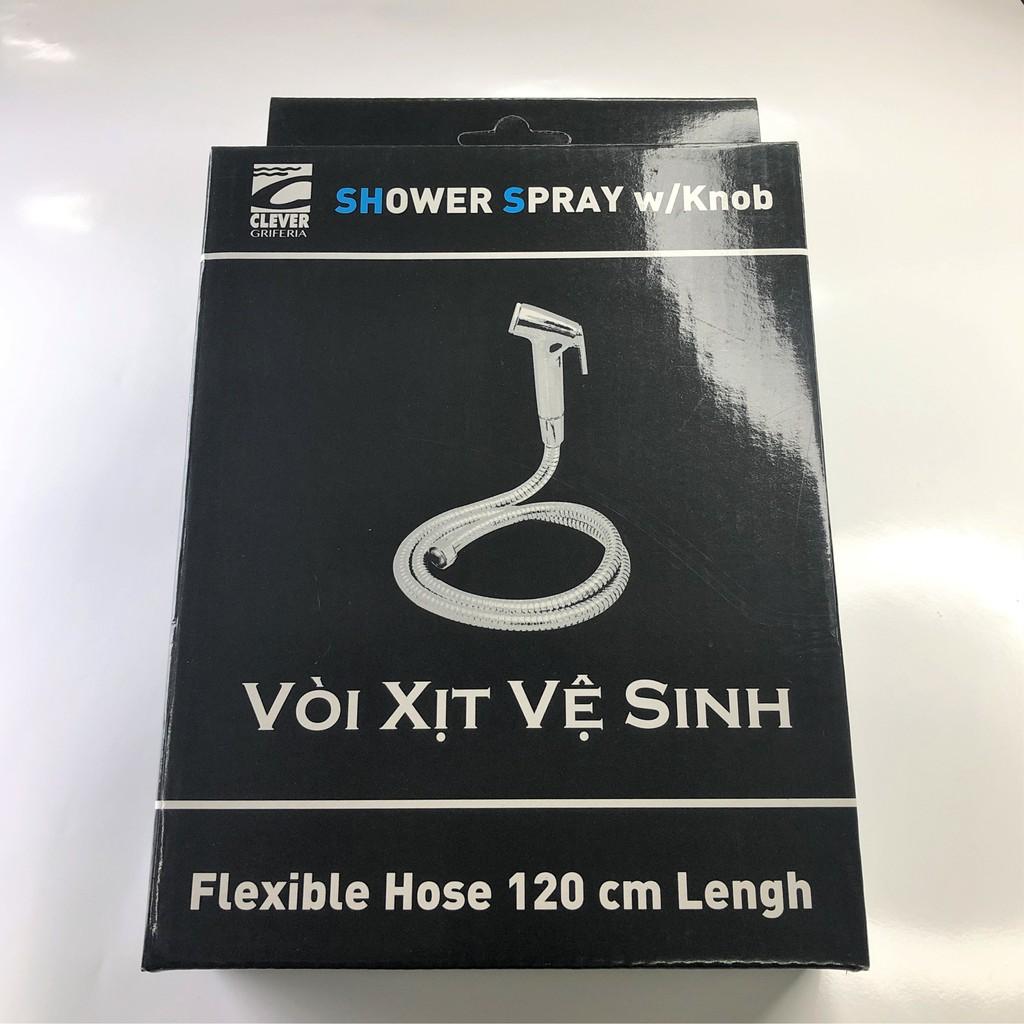 CLEVER
GRIFERIA
SHOWER SPRAY w/Knob
VÒI XỊT VỆ SINH
Flexible Hose 120 cm Lengh